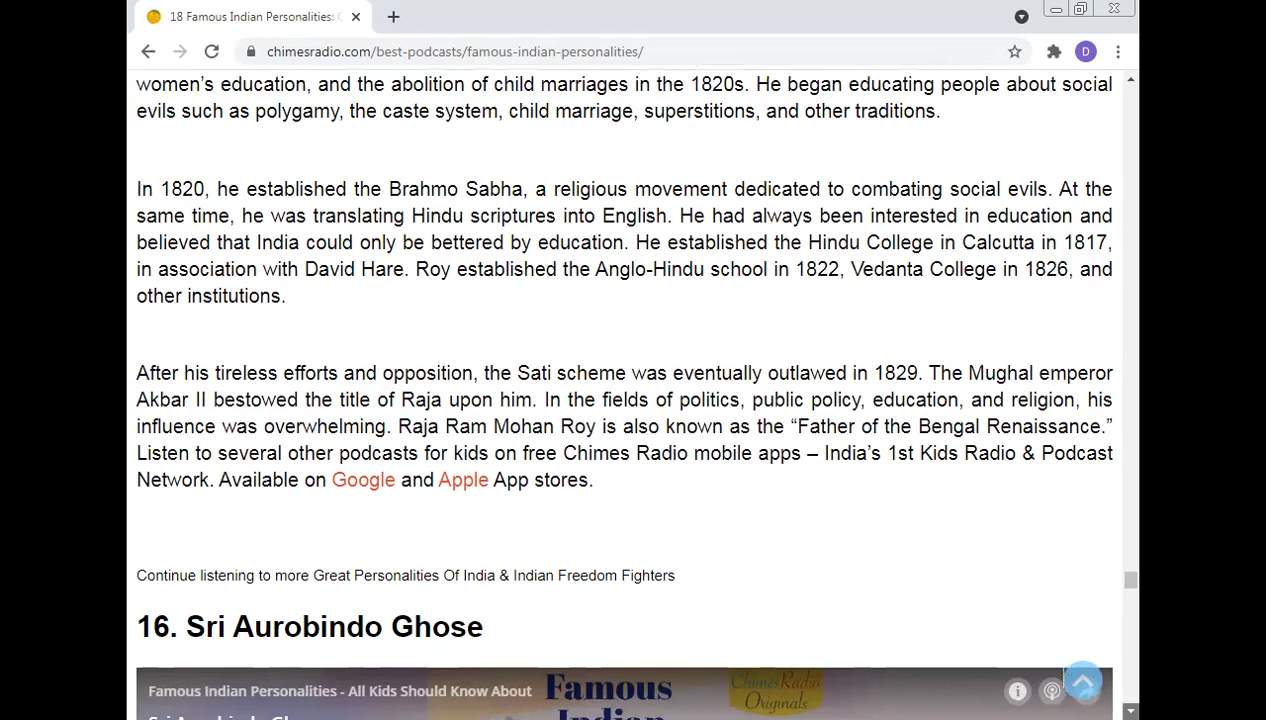 18 Famous Indian Personalities:
D
chimesradio.com/best-podcasts/famous-indian-personalities/
women's education, and the abolition of child marriages in the 1820s. He began educating people about social
evils such as polygamy, the caste system, child marriage, superstitions, and other traditions.
In 1820, he established the Brahmo Sabha, a religious movement dedicated to combating social evils. At the
same time, he was translating Hindu scriptures into English. He had always been interested in education and
believed that India could only be bettered by education. He established the Hindu College in Calcutta in 1817,
in association with David Hare. Roy established the Anglo-Hindu school in 1822, Vedanta College in 1826, and
other institutions.
After his tireless efforts and opposition, the Sati scheme was eventually outlawed in 1829. The Mughal emperor
Akbar II bestowed the title of Raja upon him. In the fields of politics, public policy, education, and religion, his
influence was overwhelming. Raja Ram Mohan Roy is also known as the “Father of the Bengal Renaissance.”
Listen to several other podcasts for kids on free Chimes Radio mobile apps – India's 1st Kids Radio & Podcast
Network. Available on Google and Apple App stores.
Continue listening to more Great Personalities Of India & Indian Freedom Fighters
16. Sri Aurobindo Ghose
Famous Indian Personalities - All Kids Should Know About
Famous
ChimesRadio
Originals